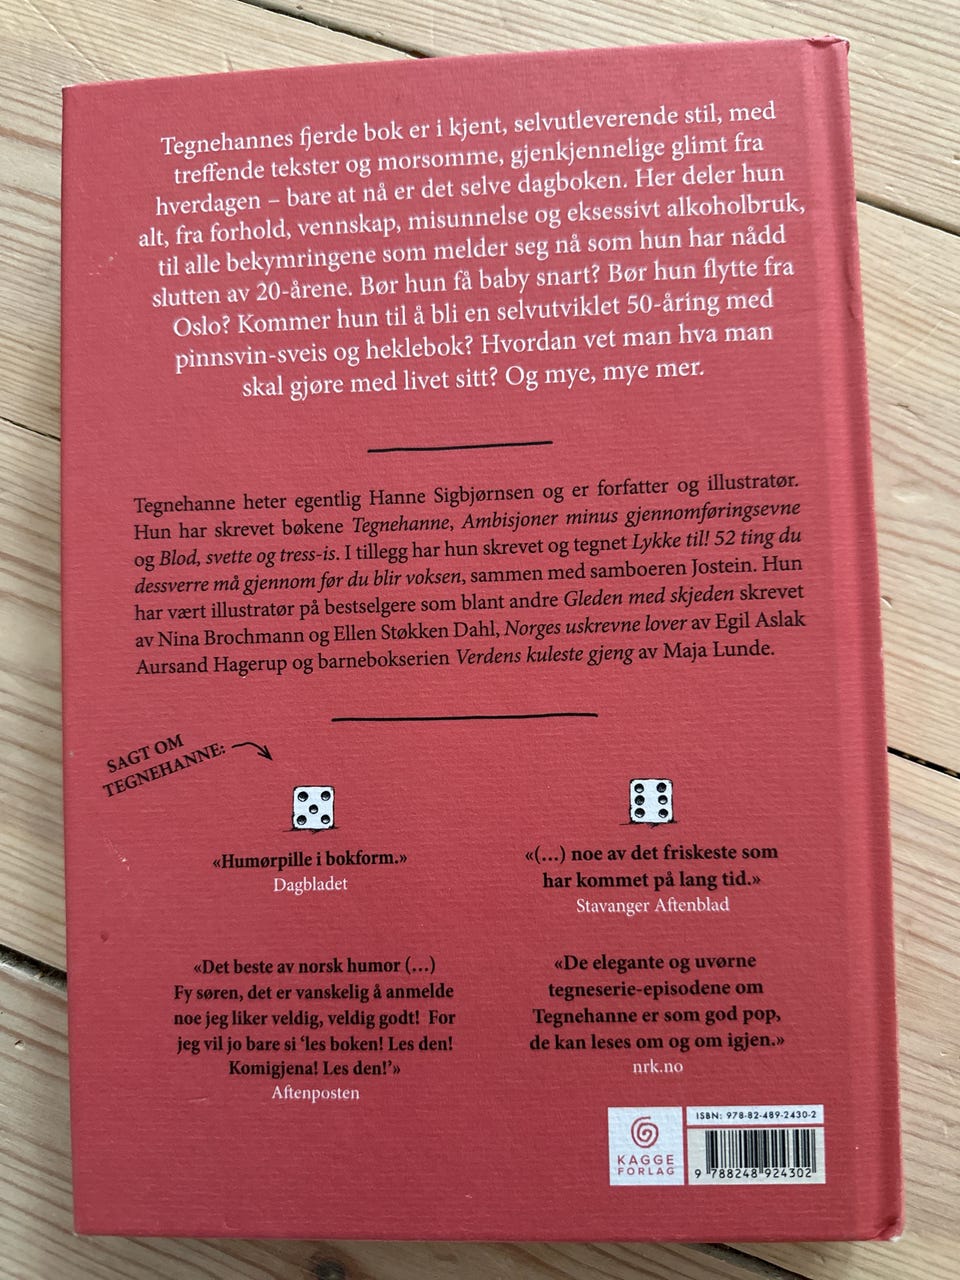 Tegnehannes fjerde bok er i kjent, selvutleverende stil, med
treffende tekster og morsomme, gjenkjennelige glimt fra
hverdagen – bare at nå er det selve dagboken. Her deler hun
alt, fra forhold, vennskap, misunnelse og eksessivt alkoholbruk,
til alle bekymringene som melder seg nå som hun har nådd
slutten av 20-årene. Bør hun få baby snart? Bør hun flytte fra
Oslo? Kommer hun til å bli en selvutviklet 50-åring med
pinnsvin-sveis og heklebok? Hvordan vet man hva man
skal gjøre med livet sitt? Og mye, mye mer.
Tegnehanne heter egentlig Hanne Sigbjørnsen og er forfatter og illustratør.
Hun har skrevet bøkene Tegnehanne, Ambisjoner minus gjennomføringsevne
og Blod, svette og tress-is. I tillegg har hun skrevet og tegnet Lykke til! 52 ting du
dessverre må gjennom før du blir voksen, sammen med samboeren Jostein. Hun
har vært illustratør på bestselgere som blant andre Gleden med skjeden skrevet
av Nina Brochmann og Ellen Støkken Dahl, Norges uskrevne lover av Egil Aslak
Aursand Hagerup og barnebokserien Verdens kuleste gjeng av Maja Lunde.
SAGT OM
TEGNEHANNE:
«Humørpille i bokform.»
Dagbladet
«(…) noe av det friskeste som
har kommet på lang tid.»
Stavanger Aftenblad
«Det beste av norsk humor (…)
Fy søren, det er vanskelig å anmelde
noe jeg liker veldig, veldig godt! For
jeg vil jo bare si ‘les boken! Les den!
Komigjena! Les den!’»
Aftenposten
«De elegante og uvørne
tegneserie-episodene om
Tegnehanne er som god pop,
de kan leses om og om igjen.»
nrk.no
KAGGE
FORLAG
ISBN: 978-82-489-2430-2
9 788248 924302